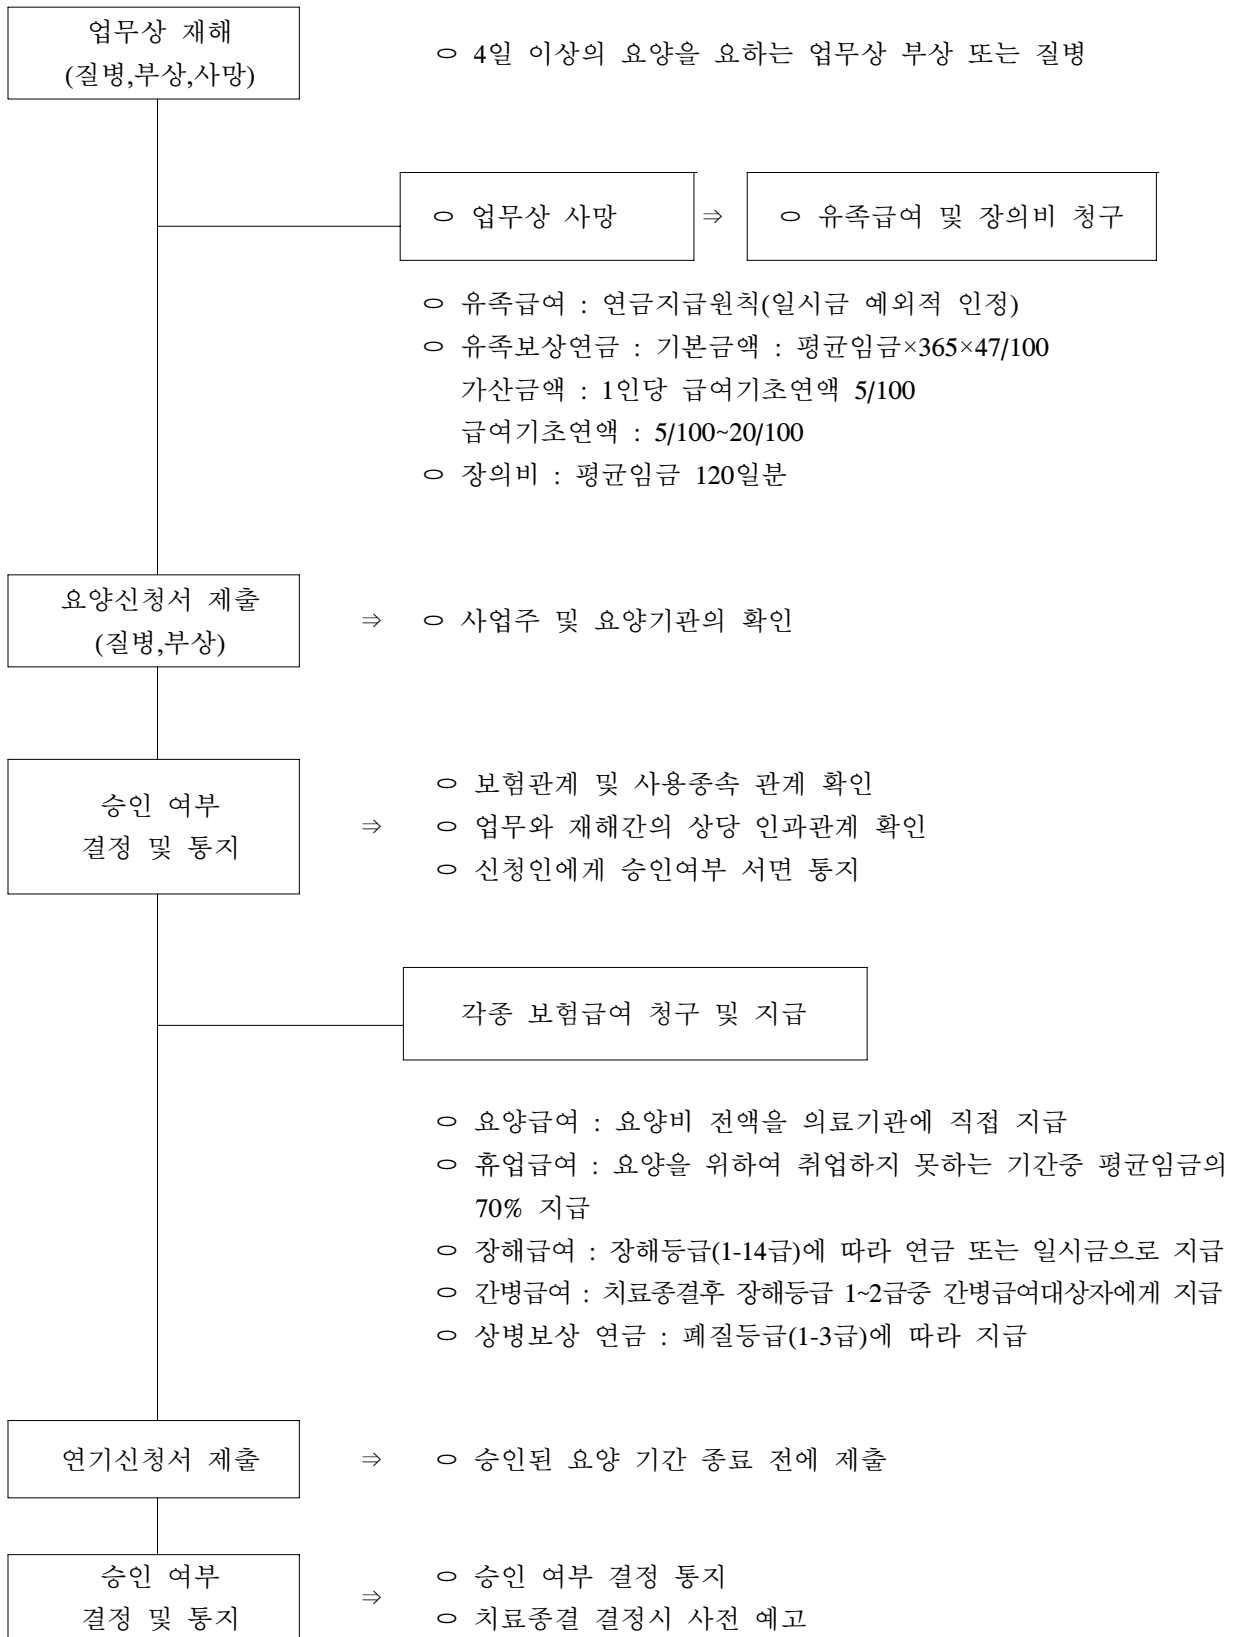 업무상 재해
(질병,부상,사망)
ㅇ 4일 이상의 요양을 요하는 업무상 부상 또는 질병
ㅇ 업무상 사망 ⇒ ㅇ 유족급여 및 장의비 청구
ㅇ 유족급여 : 연금지급원칙(일시금 예외적 인정)
ㅇ 유족보상연금 : 기본금액 : 평균임금×365×47/100
가산금액 : 1인당 급여기초연액 5/100
급여기초연액 : 5/100~20/100
ㅇ 장의비 : 평균임금 120일분
요양신청서 제출
(질병,부상)
⇒ ㅇ 사업주 및 요양기관의 확인
승인 여부
결정 및 통지
⇒
ㅇ 보험관계 및 사용종속 관계 확인
ㅇ 업무와 재해간의 상당 인과관계 확인
ㅇ 신청인에게 승인여부 서면 통지
각종 보험급여 청구 및 지급
ㅇ 요양급여 : 요양비 전액을 의료기관에 직접 지급
ㅇ 휴업급여 : 요양을 위하여 취업하지 못하는 기간중 평균임금의
70% 지급
ㅇ 장해급여 : 장해등급(1-14급)에 따라 연금 또는 일시금으로 지급
ㅇ 간병급여 : 치료종결후 장해등급 1~2급중 간병급여대상자에게 지급
ㅇ 상병보상 연금 : 폐질등급(1-3급)에 따라 지급
연기신청서 제출 ⇒ ㅇ 승인된 요양 기간 종료 전에 제출
승인 여부
결정 및 통지
⇒
ㅇ 승인 여부 결정 통지
ㅇ 치료종결 결정시 사전 예고